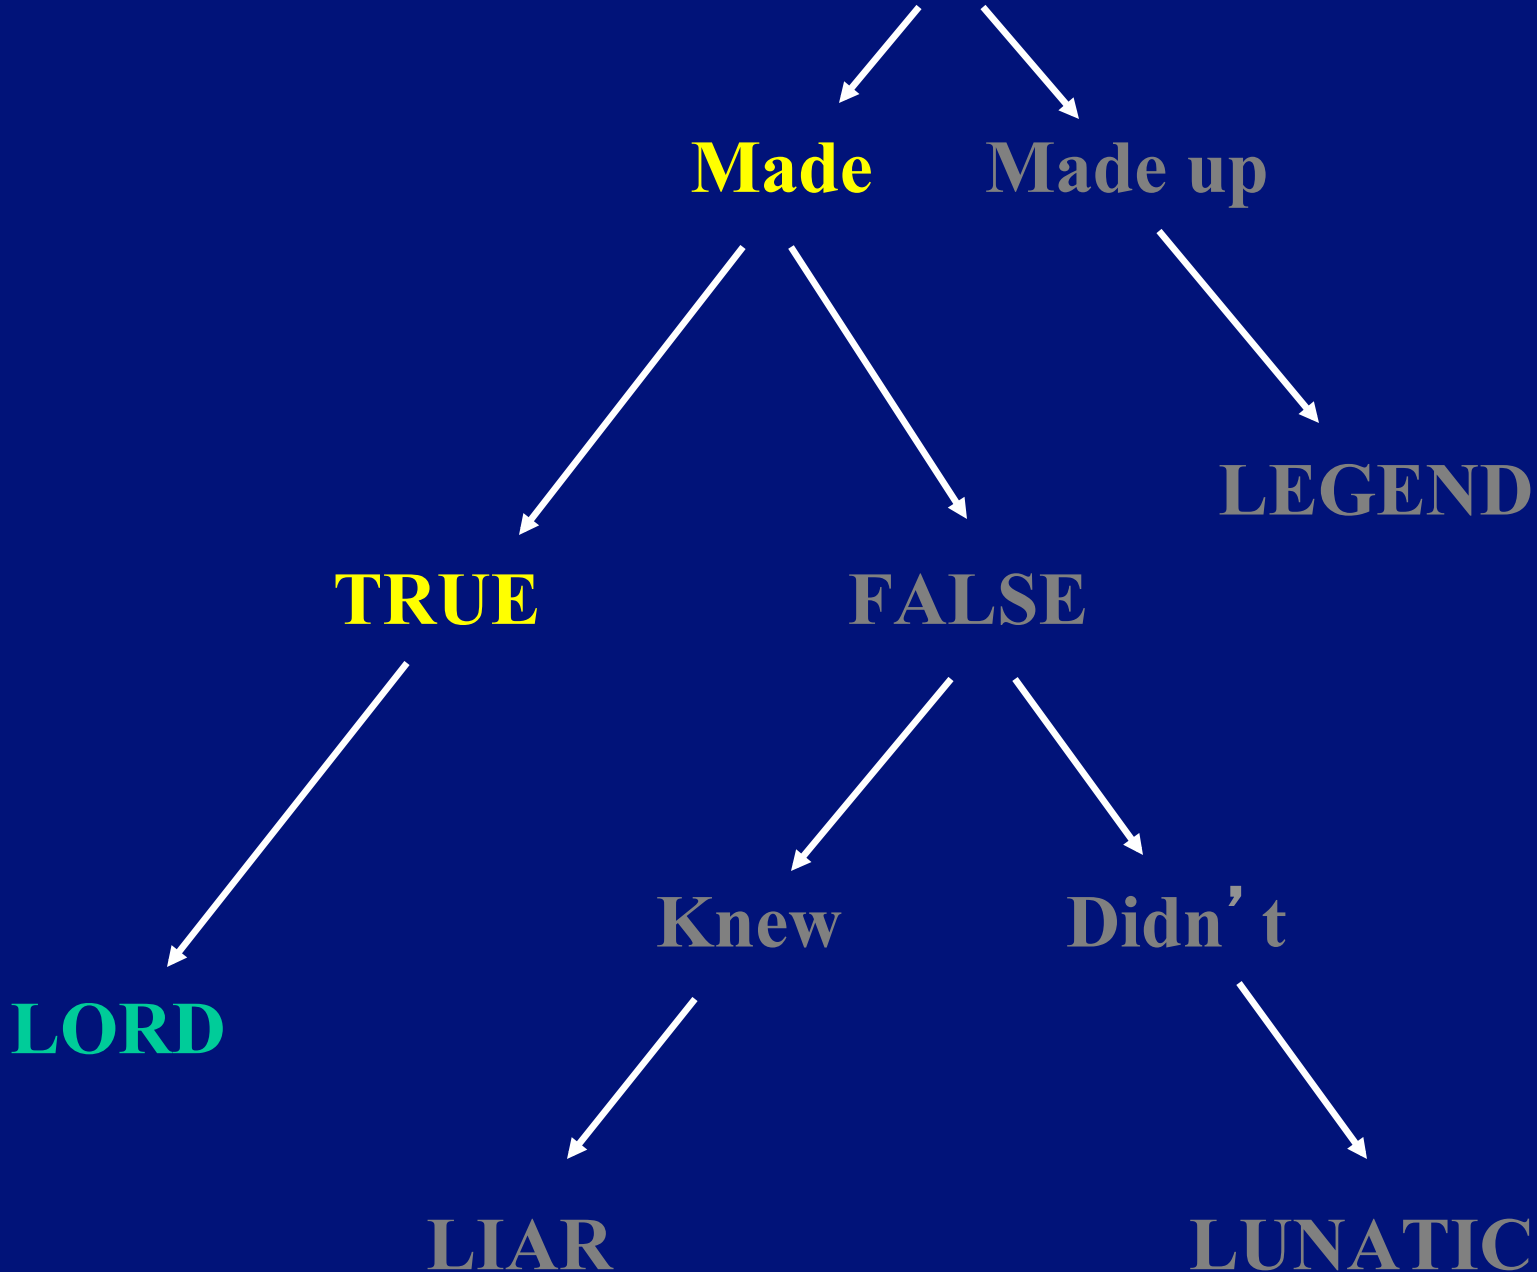 Made Made up
LEGEND
TRUE FALSE
Knew Didn’t
LORD
LIAR LUNATIC